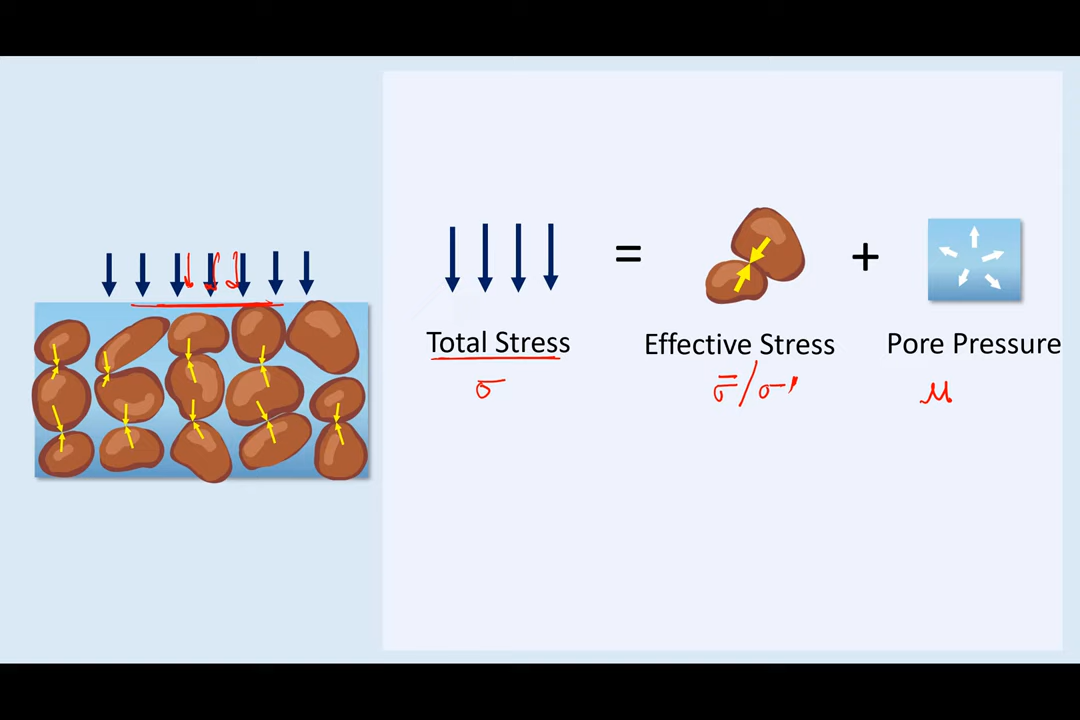 = +
Total Stress Effective Stress Pore Pressure
σ σ̄/σ' μ